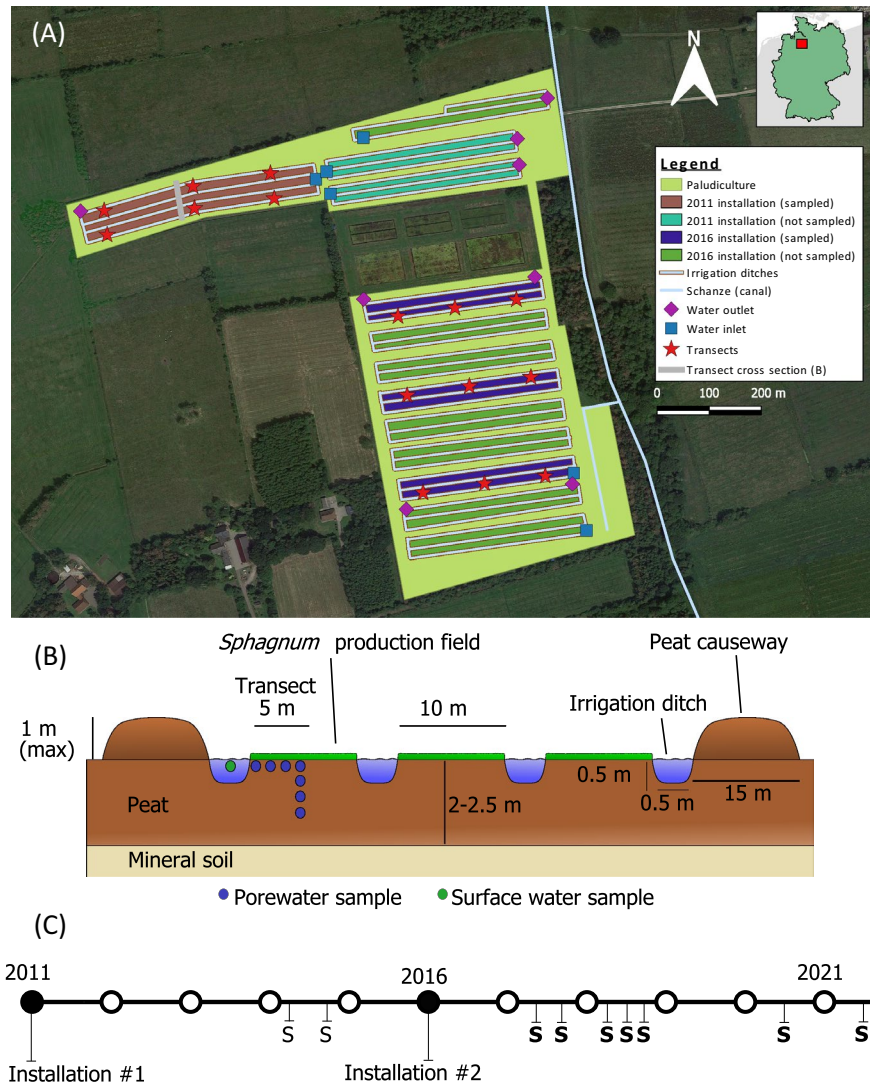 (A)
N
Legend
Paludiculture
2011 installation (sampled)
2011 installation (not sampled)
2016 installation (sampled)
2016 installation (not sampled)
Irrigation ditches
Schanze (canal)
Water outlet
Water inlet
Transects
Transect cross section (B)
0 100 200 m
(B)
Sphagnum production field
Peat causeway
Transect
5 m
10 m
Irrigation ditch
1 m
(max)
0.5 m
0.5 m
15 m
Peat
2-2.5 m
Mineral soil
Porewater sample
Surface water sample
(C)
2011
2016
2021
S S S S S S S S S
Installation #1
Installation #2